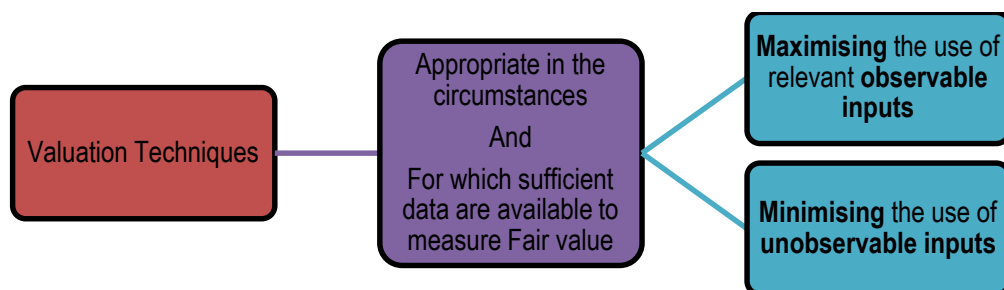 Valuation Techniques
Appropriate in the
circumstances
And
For which sufficient
data are available to
measure Fair value
Maximising the use of
relevant observable
inputs
Minimising the use of
unobservable inputs